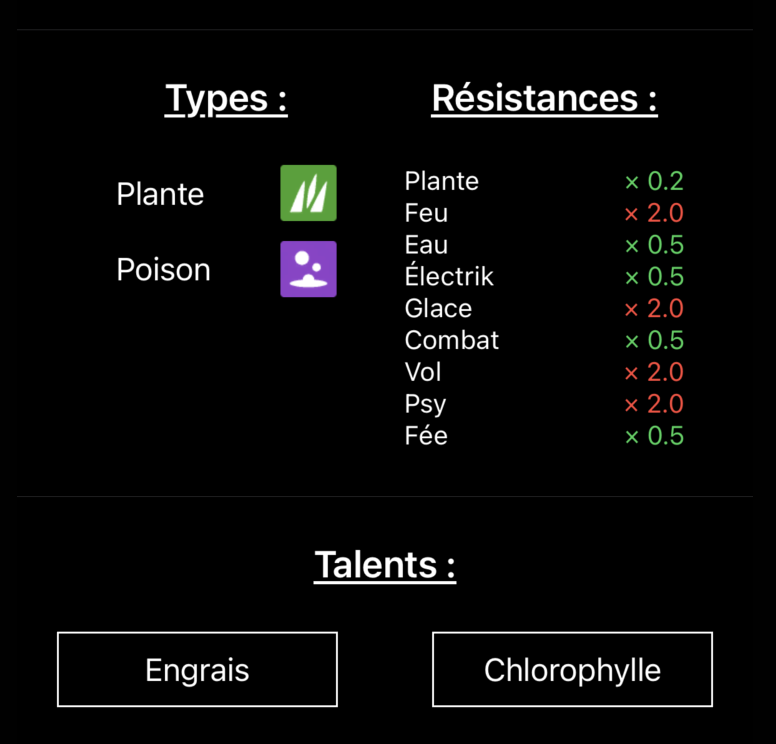 Types :
Plante
Poison
Résistances :
Plante × 0.2
Feu × 2.0
Eau × 0.5
Électrik × 0.5
Glace × 2.0
Combat × 0.5
Vol × 2.0
Psy × 2.0
Fée × 0.5
Talents :
Engrais
Chlorophylle